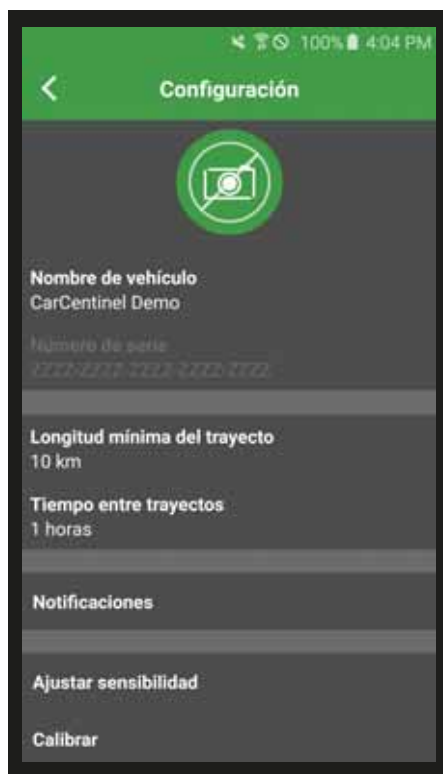 100% 4:04 PM
Configuración
Nombre de vehículo
CarCentinel Demo
Número de serie
ZZZZ-ZZZZ-ZZZZ-ZZZZ-ZZZZ
Longitud mínima del trayecto
10 km
Tiempo entre trayectos
1 horas
Notificaciones
Ajustar sensibilidad
Calibrar